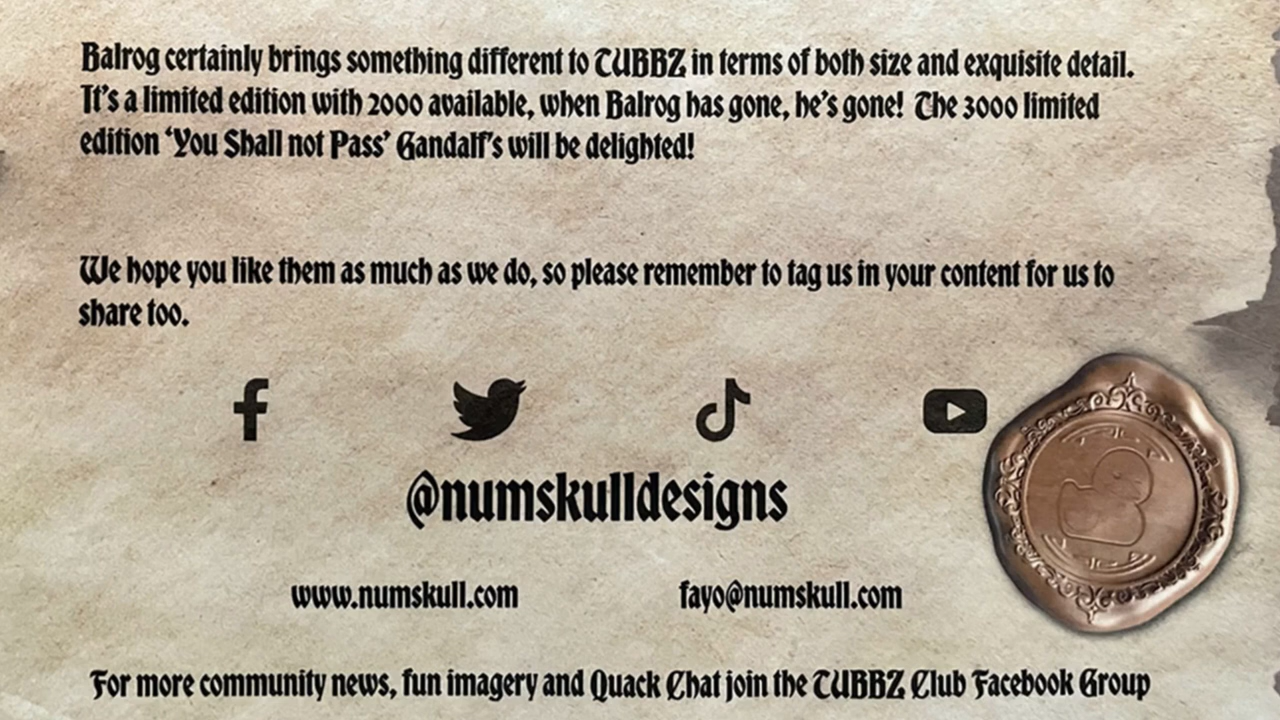 Balrog certainly brings something different to TUBBZ in terms of both size and exquisite detail.
It's a limited edition with 2000 available, when Balrog has gone, he's gone! The 3000 limited
edition ‘You Shall not Pass’ Gandalf's will be delighted!
We hope you like them as much as we do, so please remember to tag us in your content for us to
share too.
@numskulldesigns
www.numskull.com fayo@numskull.com
For more community news, fun imagery and Quack Chat join the TUBBZ Club Facebook Group